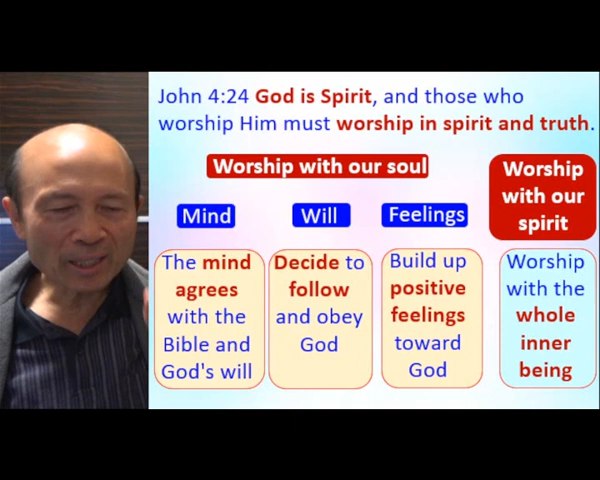 John 4:24 God is Spirit, and those who
worship Him must worship in spirit and truth.
Worship with our soul
Worship
with our
spirit
Mind
Will
Feelings
The mind
agrees
with the
Bible and
God's will
Decide to
follow
and obey
God
Build up
positive
feelings
toward
God
Worship
with the
whole
inner
being